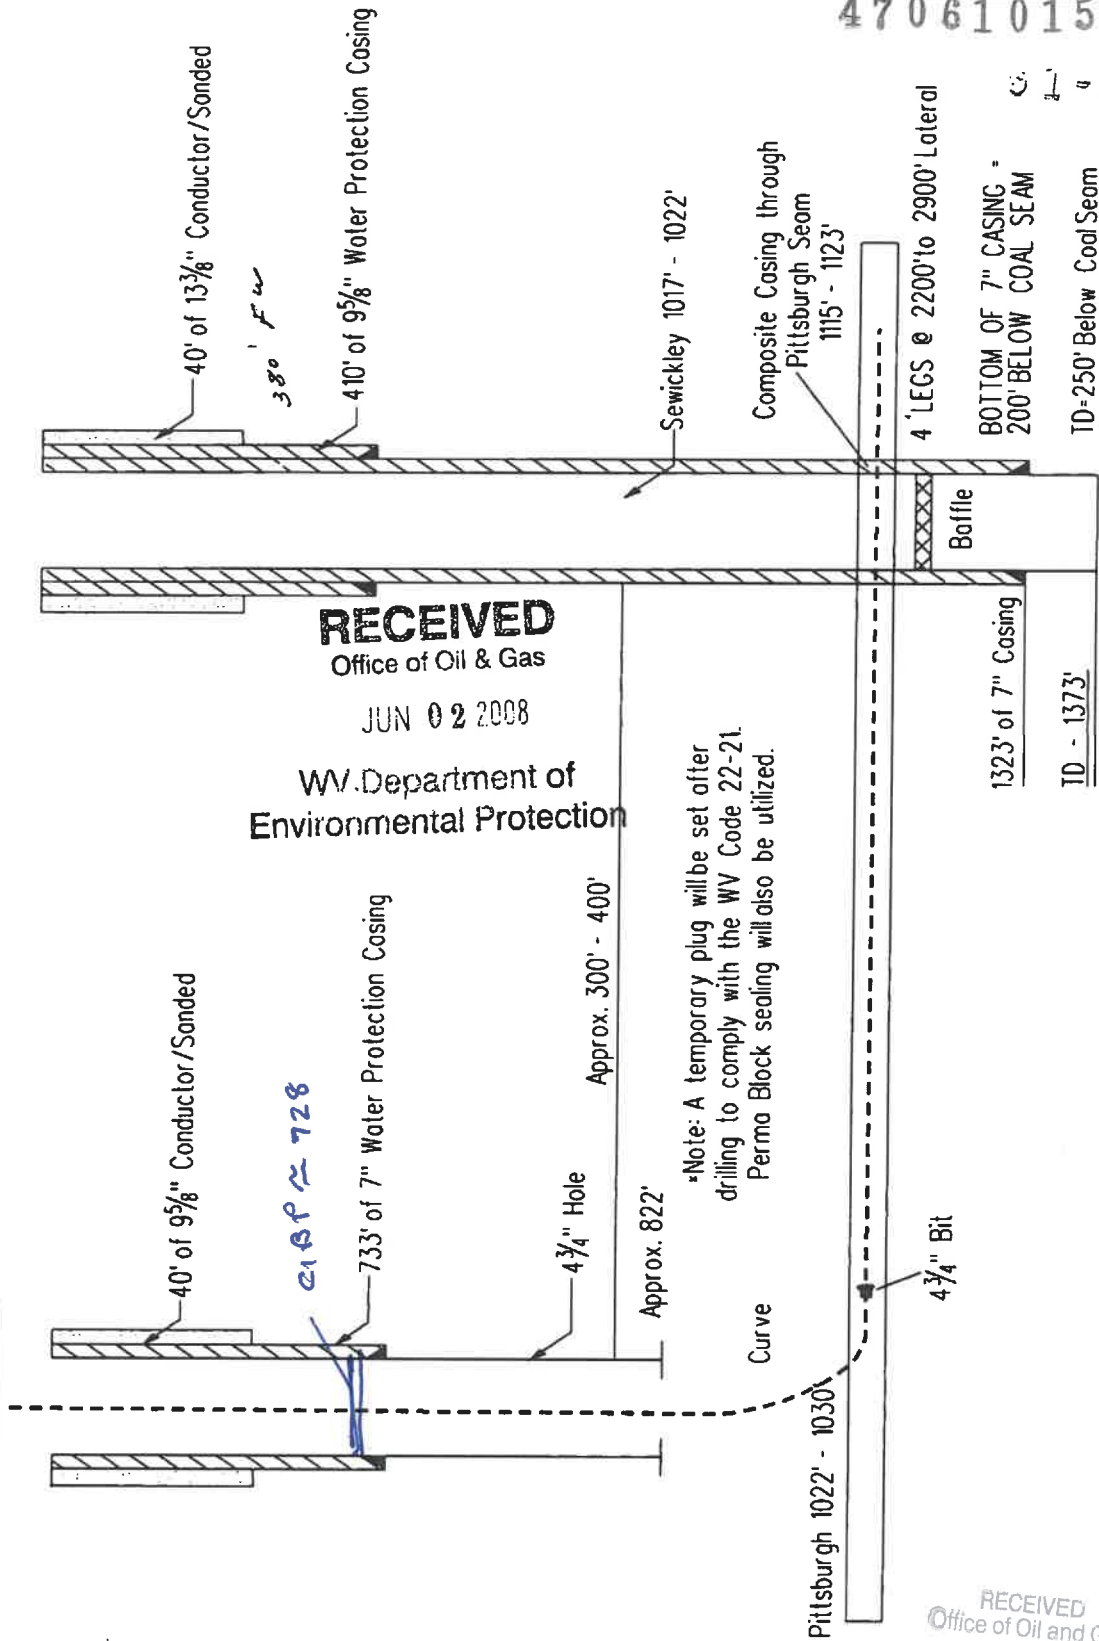 47061015
40' of 13⅜" Conductor/Sanded
380' FW
410' of 9⅝" Water Protection Casing
Sewickley 1017' - 1022'
Composite Casing through
Pittsburgh Seam
1115' - 1123'
4 LEGS @ 2200' to 2900' Lateral
BOTTOM OF 7" CASING =
200' BELOW COAL SEAM
TD=250' Below Coal Seam
Baffle
1323' of 7" Casing
TD - 1373'
RECEIVED
Office of Oil & Gas
JUN 02 2008
WV Department of
Environmental Protection
40' of 9⅝" Conductor/Sanded
CIBP ≃ 728
733' of 7" Water Protection Casing
Approx. 300' - 400'
4¾" Hole
Approx. 822'
*Note: A temporary plug will be set after
drilling to comply with the WV Code 22-21.
Perma Block sealing will also be utilized.
Curve
4¾" Bit
Pittsburgh 1022' - 1030'
RECEIVED
Office of Oil and G